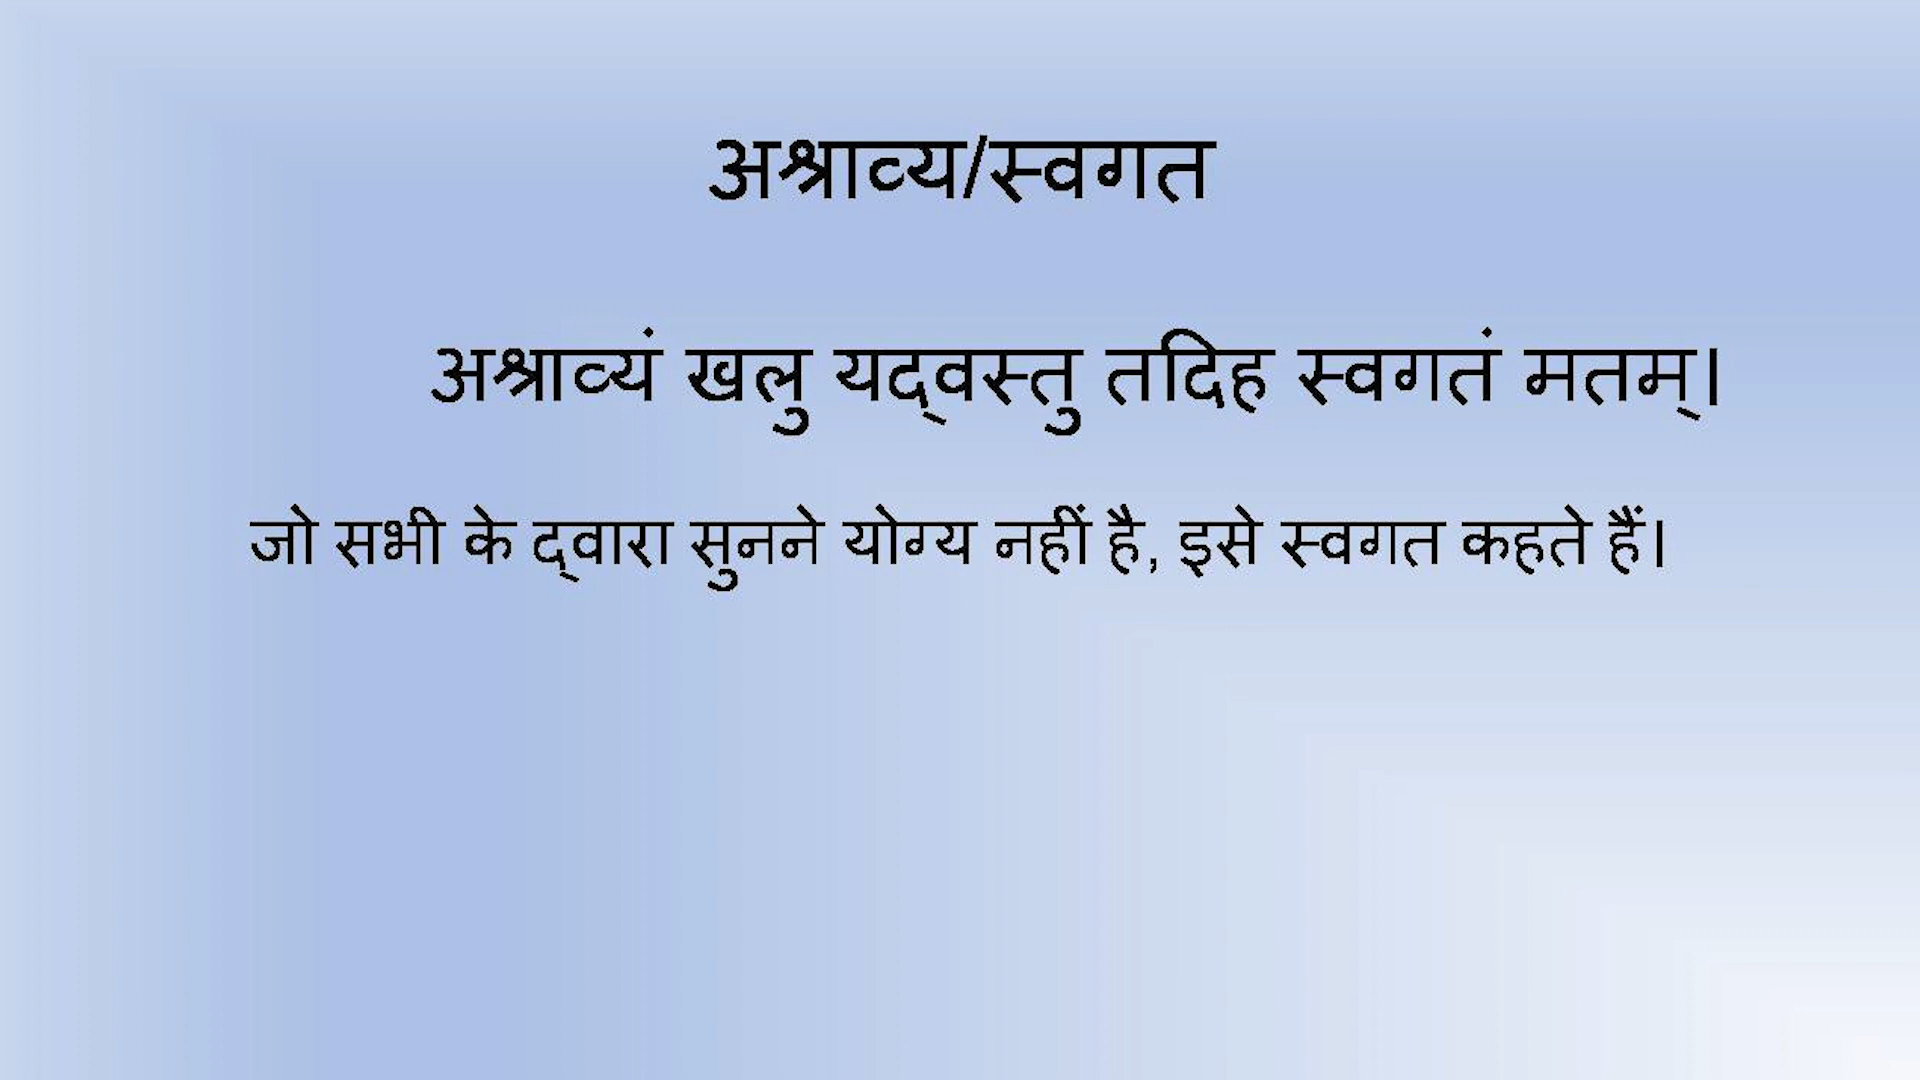 अश्राव्य/स्वगत
अश्राव्यं खलु यद्वस्तु तदिह स्वगतं मतम्।
जो सभी के द्वारा सुनने योग्य नहीं है, इसे स्वगत कहते हैं।